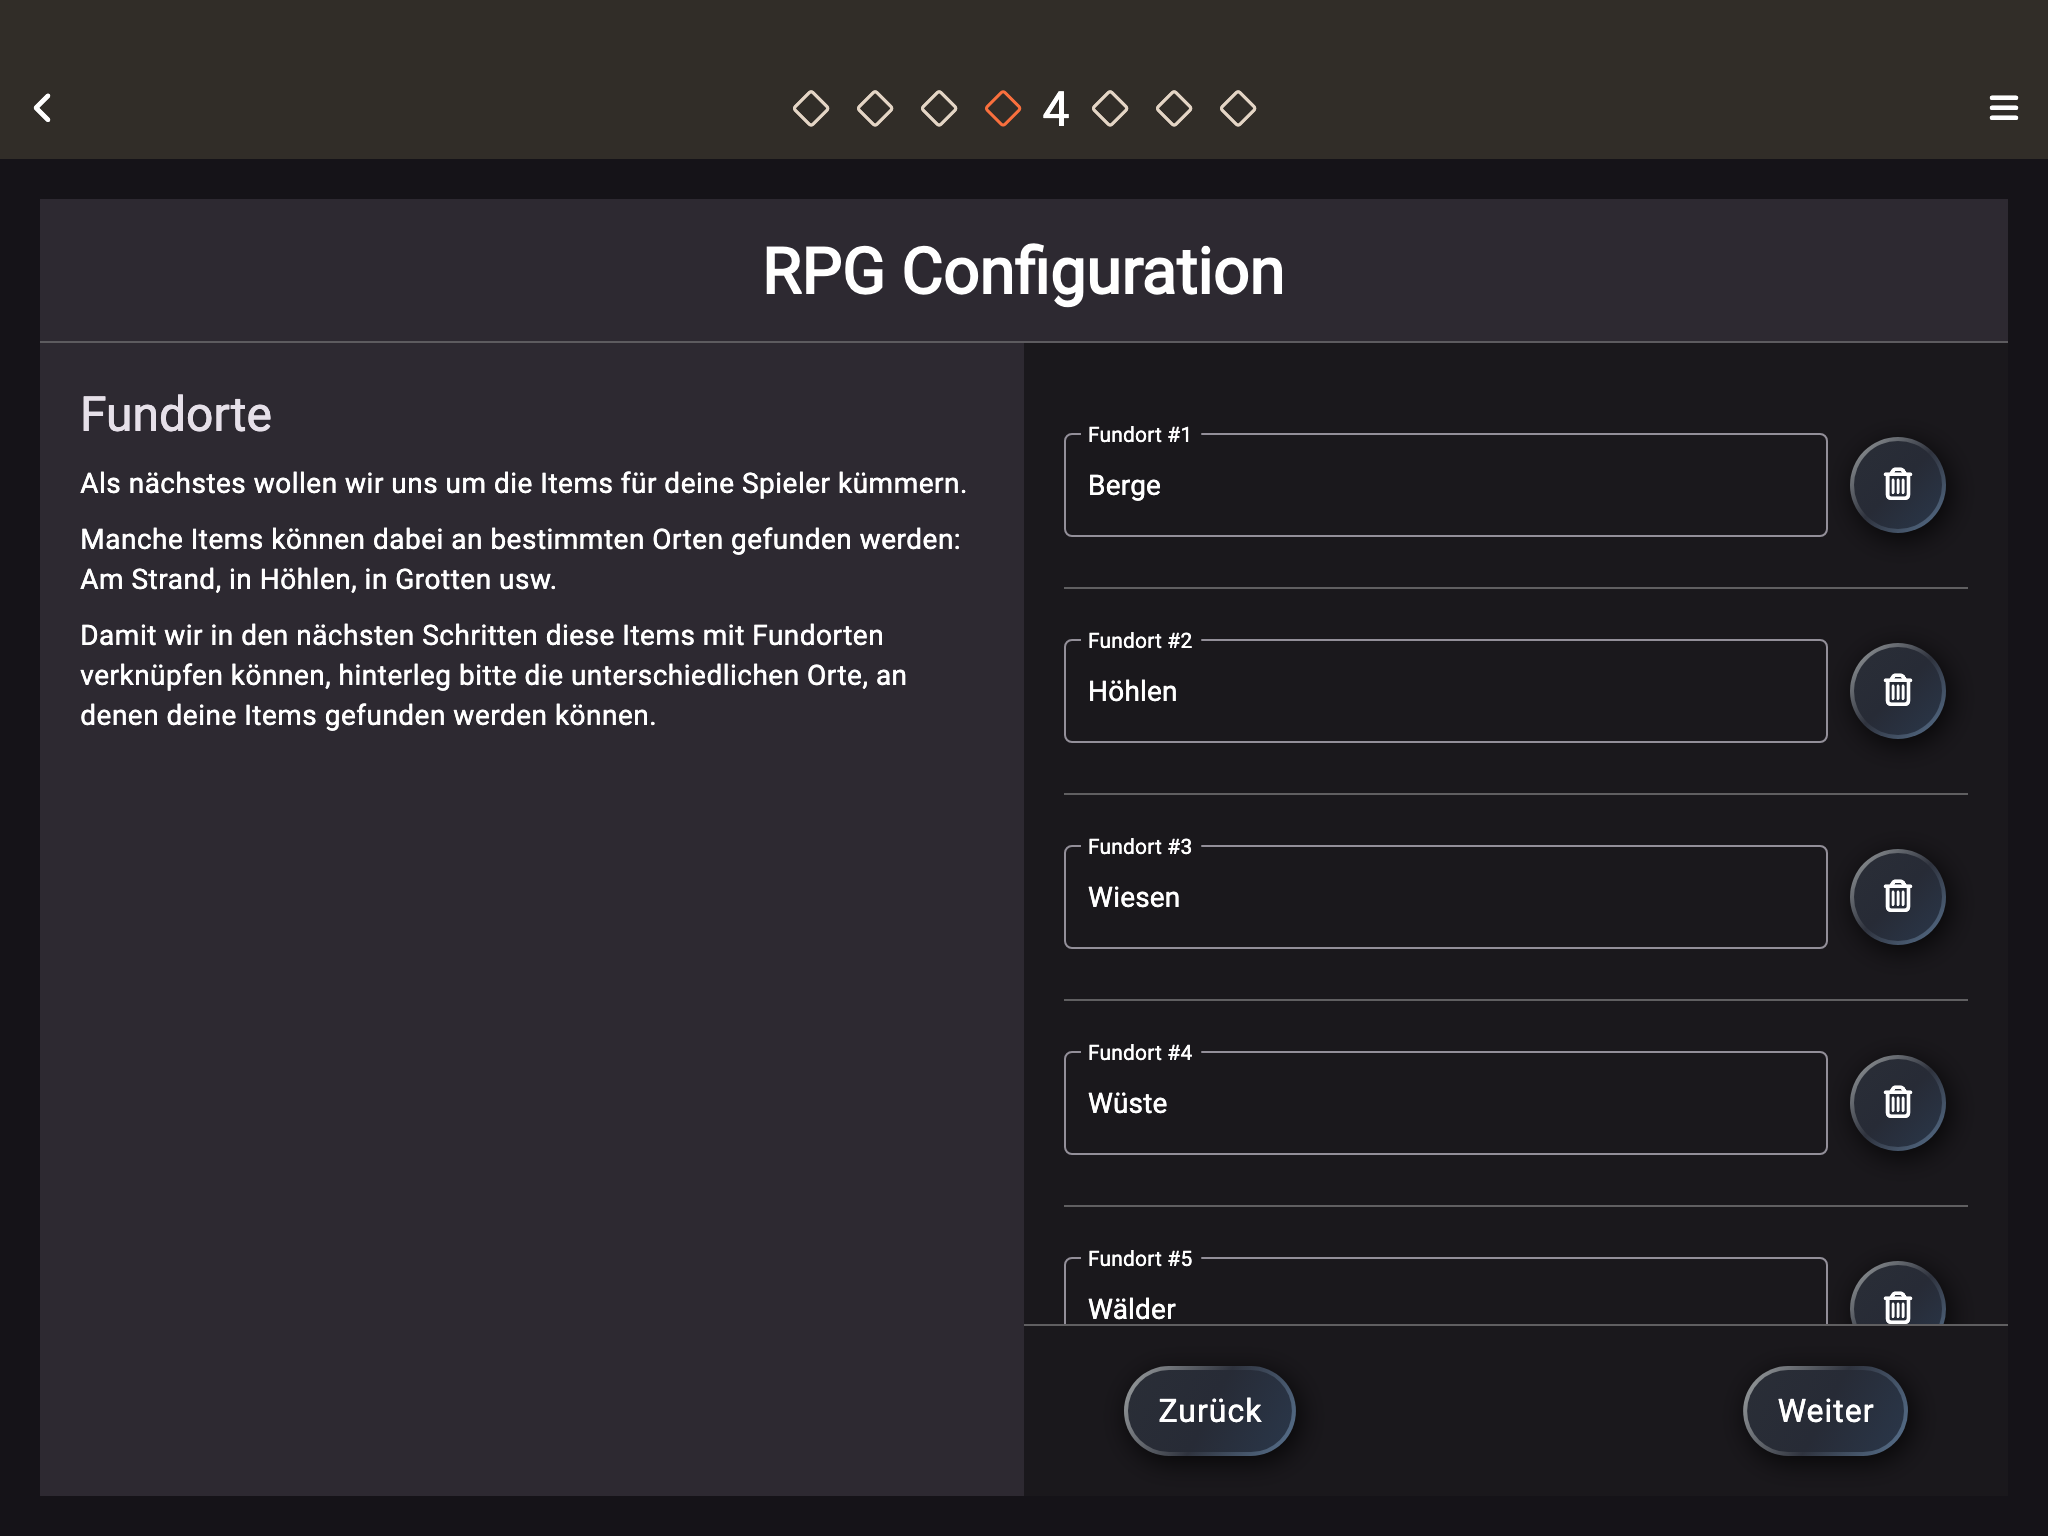 4
RPG Configuration
Fundorte
Als nächstes wollen wir uns um die Items für deine Spieler kümmern.
Manche Items können dabei an bestimmten Orten gefunden werden:
Am Strand, in Höhlen, in Grotten usw.
Damit wir in den nächsten Schritten diese Items mit Fundorten
verknüpfen können, hinterleg bitte die unterschiedlichen Orte, an
denen deine Items gefunden werden können.
Fundort #1
Berge
Fundort #2
Höhlen
Fundort #3
Wiesen
Fundort #4
Wüste
Fundort #5
Wälder
Zurück
Weiter